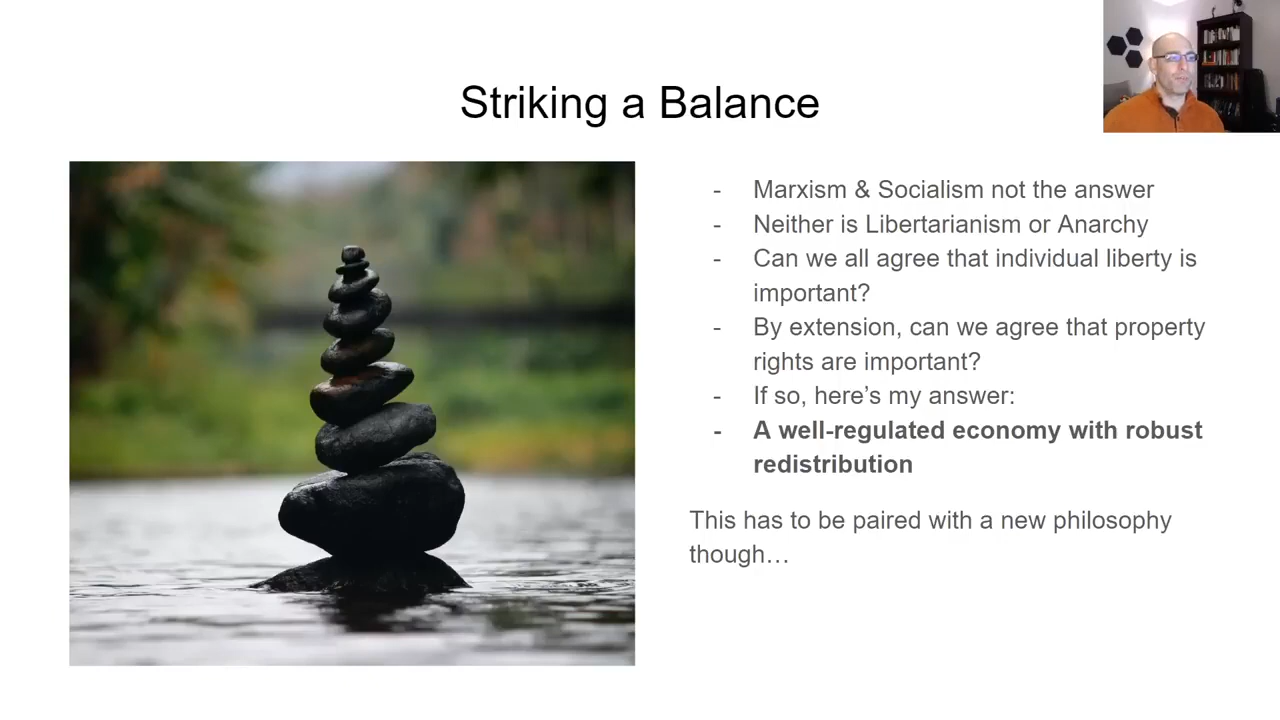 Striking a Balance
- Marxism & Socialism not the answer
- Neither is Libertarianism or Anarchy
- Can we all agree that individual liberty is
important?
- By extension, can we agree that property
rights are important?
- If so, here’s my answer:
- A well-regulated economy with robust
redistribution
This has to be paired with a new philosophy
though…